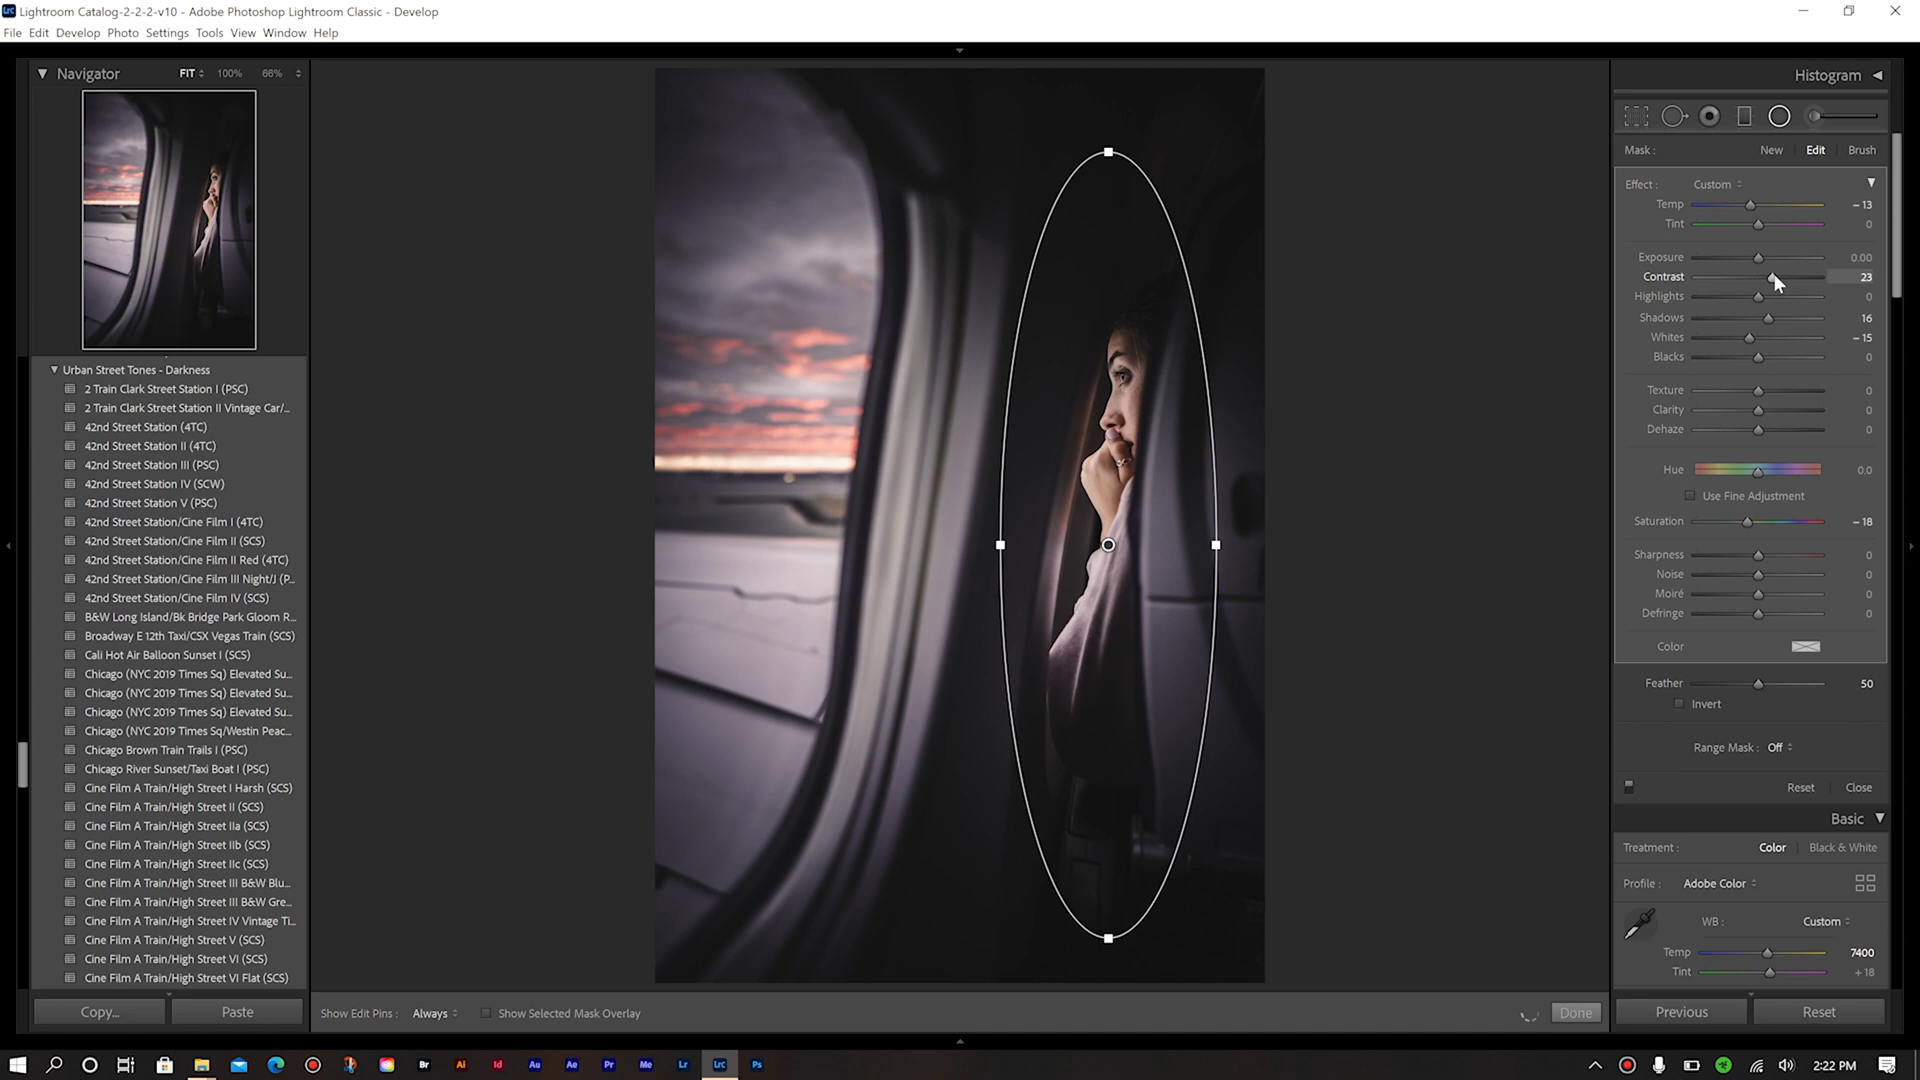 Lrc Lightroom Catalog-2-2-2-v10 - Adobe Photoshop Lightroom Classic - Develop
File Edit Develop Photo Settings Tools View Window Help
Navigator FIT 100% 66%
Urban Street Tones - Darkness
2 Train Clark Street Station I (PSC)
2 Train Clark Street Station II Vintage Car/...
42nd Street Station (4TC)
42nd Street Station II (4TC)
42nd Street Station III (PSC)
42nd Street Station IV (SCW)
42nd Street Station V (PSC)
42nd Street Station/Cine Film I (4TC)
42nd Street Station/Cine Film II (SCS)
42nd Street Station/Cine Film II Red (4TC)
42nd Street Station/Cine Film III Night/J (P...
42nd Street Station/Cine Film IV (SCS)
B&W Long Island/Bk Bridge Park Gloom R...
Broadway E 12th Taxi/CSX Vegas Train (SCS)
Cali Hot Air Balloon Sunset I (SCS)
Chicago (NYC 2019 Times Sq) Elevated Su...
Chicago (NYC 2019 Times Sq) Elevated Su...
Chicago (NYC 2019 Times Sq) Elevated Su...
Chicago (NYC 2019 Times Sq/Westin Peac...
Chicago Brown Train Trails I (PSC)
Chicago River Sunset/Taxi Boat I (PSC)
Cine Film A Train/High Street I Harsh (SCS)
Cine Film A Train/High Street II (SCS)
Cine Film A Train/High Street IIa (SCS)
Cine Film A Train/High Street IIb (SCS)
Cine Film A Train/High Street IIc (SCS)
Cine Film A Train/High Street III B&W Blu...
Cine Film A Train/High Street III B&W Gre...
Cine Film A Train/High Street IV Vintage Ti...
Cine Film A Train/High Street V (SCS)
Cine Film A Train/High Street VI (SCS)
Cine Film A Train/High Street VI Flat (SCS)
Copy... Paste
Show Edit Pins : Always Show Selected Mask Overlay Done
Histogram
Mask : New Edit Brush
Effect : Custom
Temp - 13
Tint 0
Exposure 0.00
Contrast 23
Highlights 0
Shadows 16
Whites - 15
Blacks 0
Texture 0
Clarity 0
Dehaze 0
Hue 0.0
Use Fine Adjustment
Saturation - 18
Sharpness 0
Noise 0
Moiré 0
Defringe 0
Color
Feather 50
Invert
Range Mask : Off
Reset Close
Basic
Treatment : Color Black & White
Profile : Adobe Color
WB : Custom
Temp 7400
Tint + 18
Previous Reset
Br Ai Id Au Ae Pr Me Lr Lrc Ps
2:22 PM